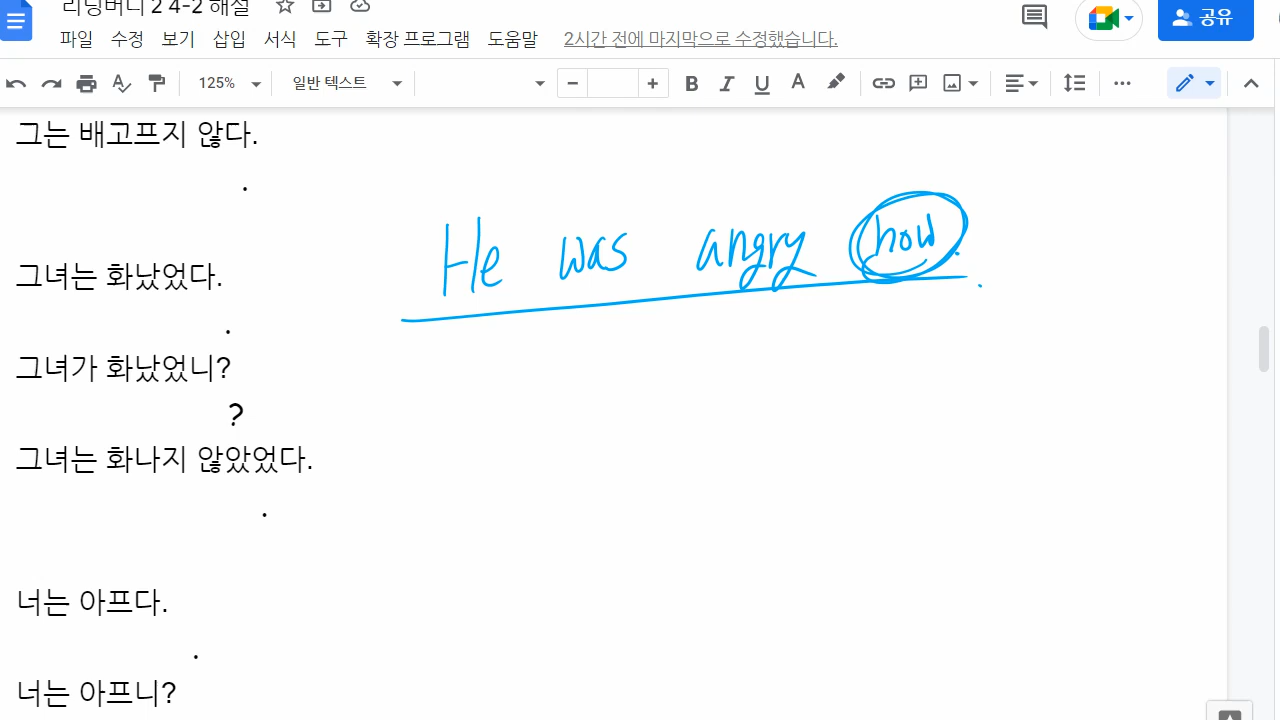 리딩버디 2 4-2 해설
파일 수정 보기 삽입 서식 도구 확장 프로그램 도움말 2시간 전에 마지막으로 수정했습니다. 공유
125% 일반 텍스트 − + B I U A
그는 배고프지 않다.
.
He was angry how.
그녀는 화났었다.
.
그녀가 화났었니?
?
그녀는 화나지 않았었다.
.
너는 아프다.
.
너는 아프니?